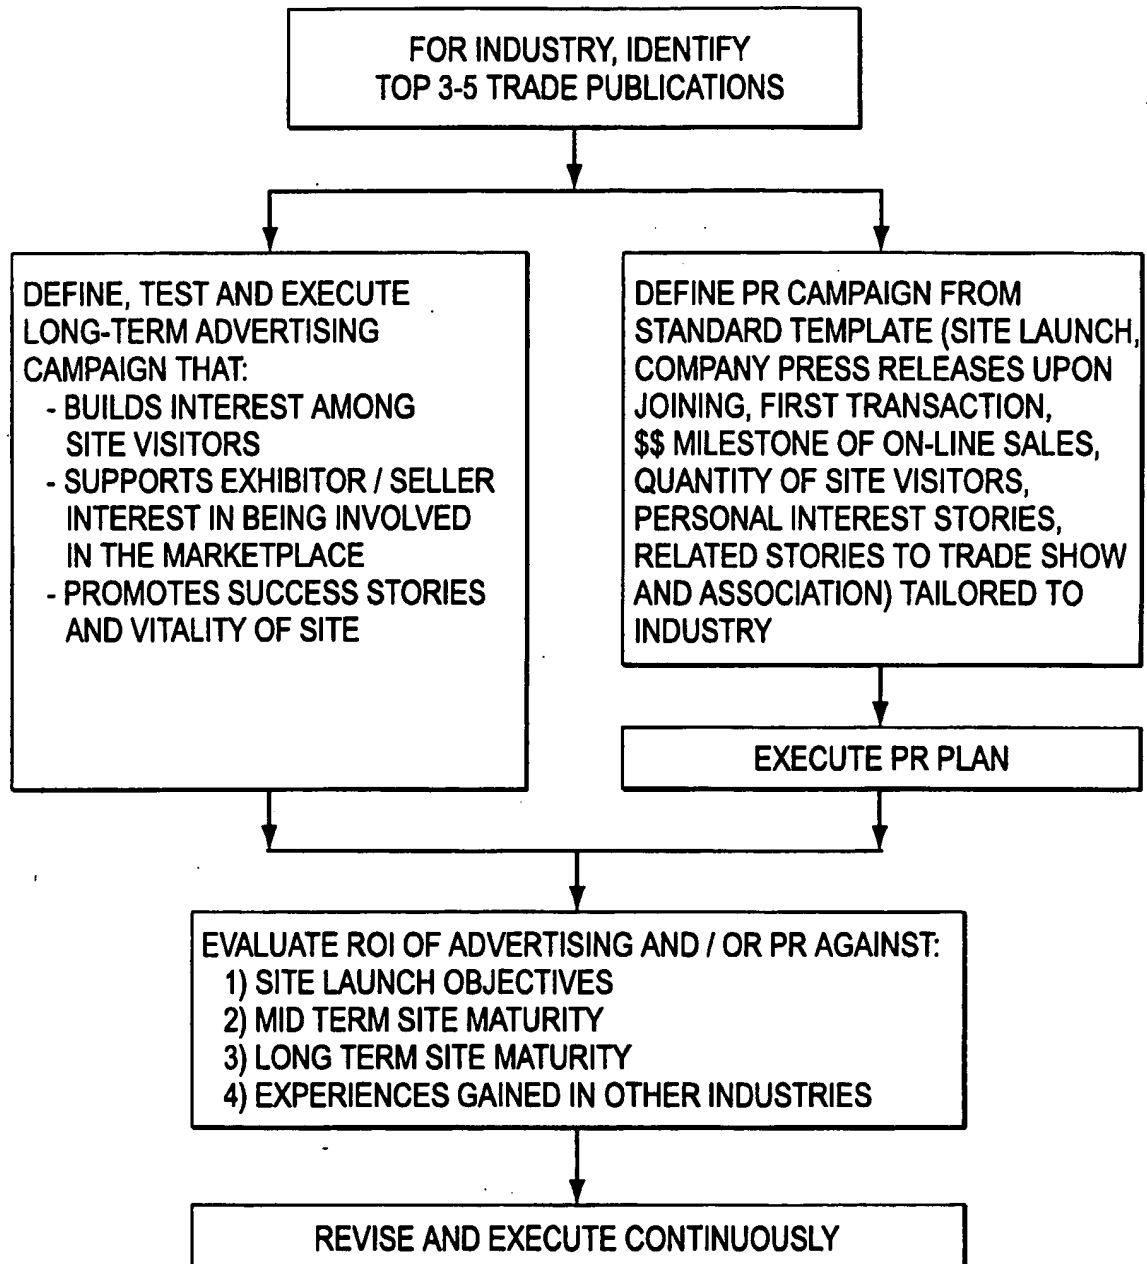 FOR INDUSTRY, IDENTIFY
TOP 3-5 TRADE PUBLICATIONS
DEFINE, TEST AND EXECUTE
LONG-TERM ADVERTISING
CAMPAIGN THAT:
- BUILDS INTEREST AMONG
SITE VISITORS
- SUPPORTS EXHIBITOR / SELLER
INTEREST IN BEING INVOLVED
IN THE MARKETPLACE
- PROMOTES SUCCESS STORIES
AND VITALITY OF SITE
DEFINE PR CAMPAIGN FROM
STANDARD TEMPLATE (SITE LAUNCH,
COMPANY PRESS RELEASES UPON
JOINING, FIRST TRANSACTION,
$$ MILESTONE OF ON-LINE SALES,
QUANTITY OF SITE VISITORS,
PERSONAL INTEREST STORIES,
RELATED STORIES TO TRADE SHOW
AND ASSOCIATION) TAILORED TO
INDUSTRY
EXECUTE PR PLAN
EVALUATE ROI OF ADVERTISING AND / OR PR AGAINST:
1) SITE LAUNCH OBJECTIVES
2) MID TERM SITE MATURITY
3) LONG TERM SITE MATURITY
4) EXPERIENCES GAINED IN OTHER INDUSTRIES
REVISE AND EXECUTE CONTINUOUSLY